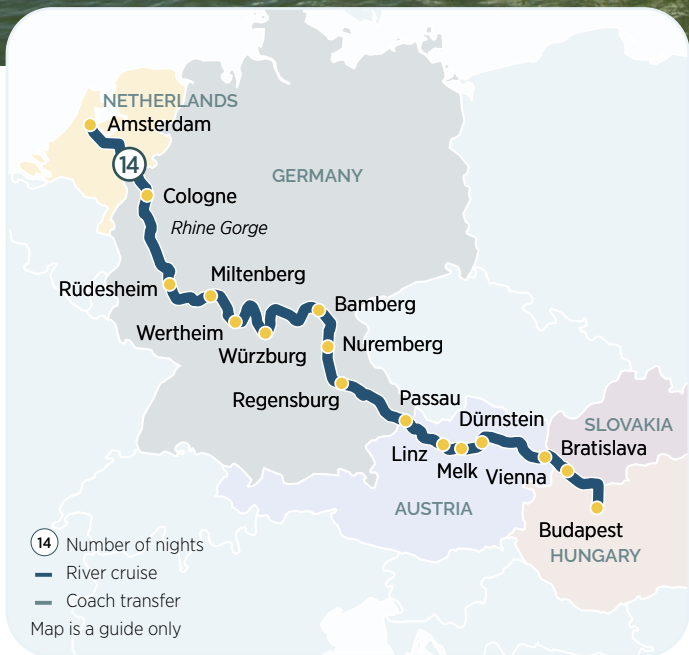 NETHERLANDS
Amsterdam
14
GERMANY
Cologne
Rhine Gorge
Miltenberg
Rüdesheim
Bamberg
Wertheim
Nuremberg
Würzburg
Regensburg
Passau
Dürnstein
SLOVAKIA
Linz
Bratislava
Melk
Vienna
AUSTRIA
Budapest
HUNGARY
14 Number of nights
River cruise
Coach transfer
Map is a guide only